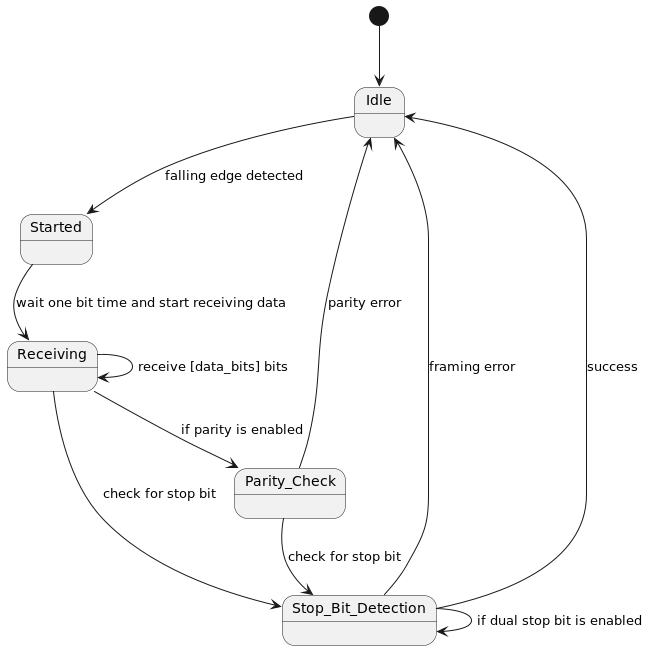 Idle
falling edge detected
Started
wait one bit time and start receiving data
parity error
Receiving
receive [data_bits] bits
framing error
success
if parity is enabled
Parity_Check
check for stop bit
check for stop bit
Stop_Bit_Detection
if dual stop bit is enabled